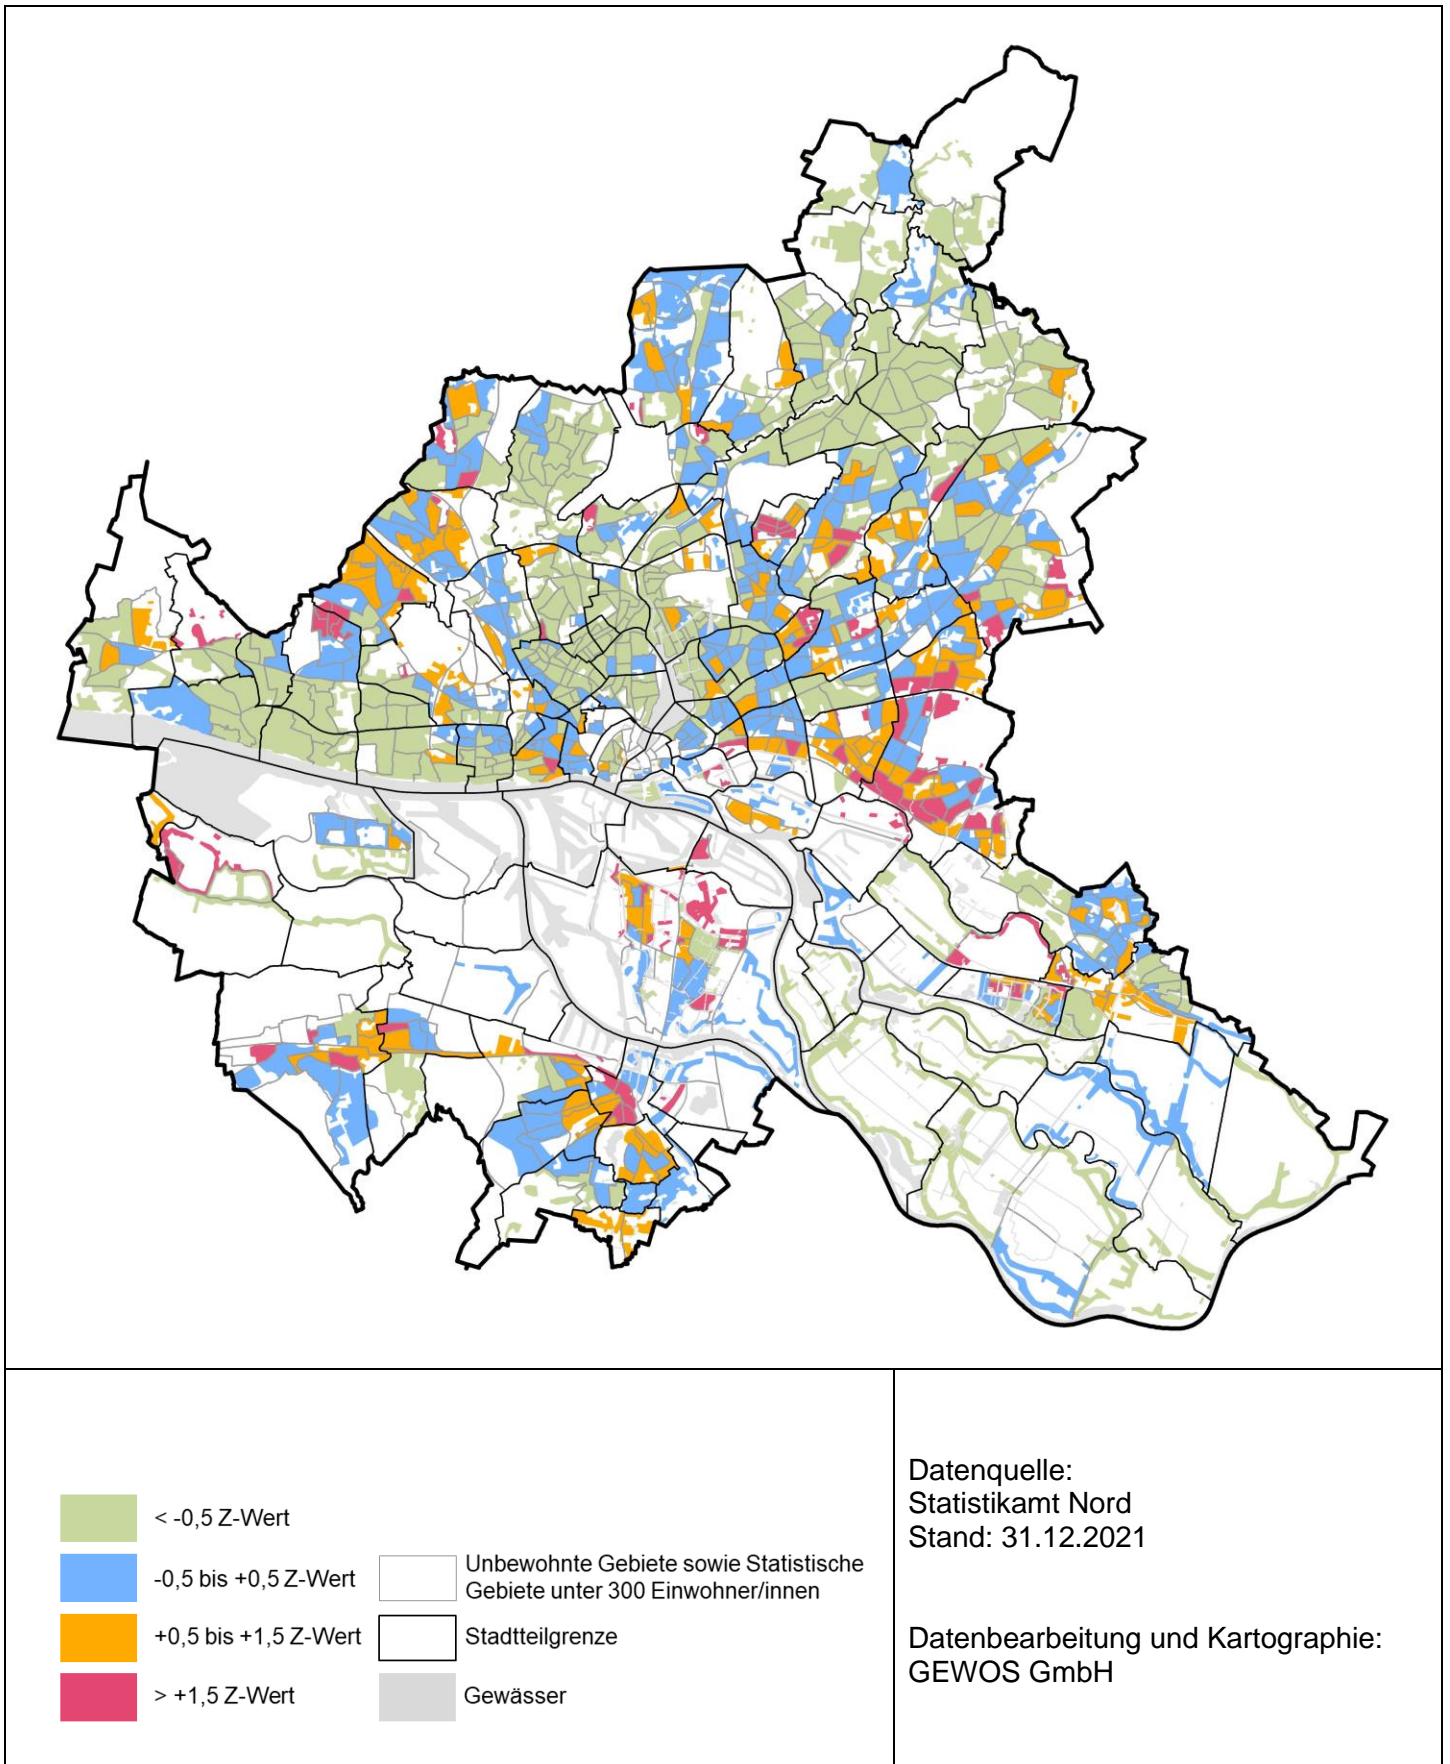 < -0,5 Z-Wert
-0,5 bis +0,5 Z-Wert
+0,5 bis +1,5 Z-Wert
> +1,5 Z-Wert
Unbewohnte Gebiete sowie Statistische
Gebiete unter 300 Einwohner/innen
Stadtteilgrenze
Gewässer
Datenquelle:
Statistikamt Nord
Stand: 31.12.2021
Datenbearbeitung und Kartographie:
GEWOS GmbH